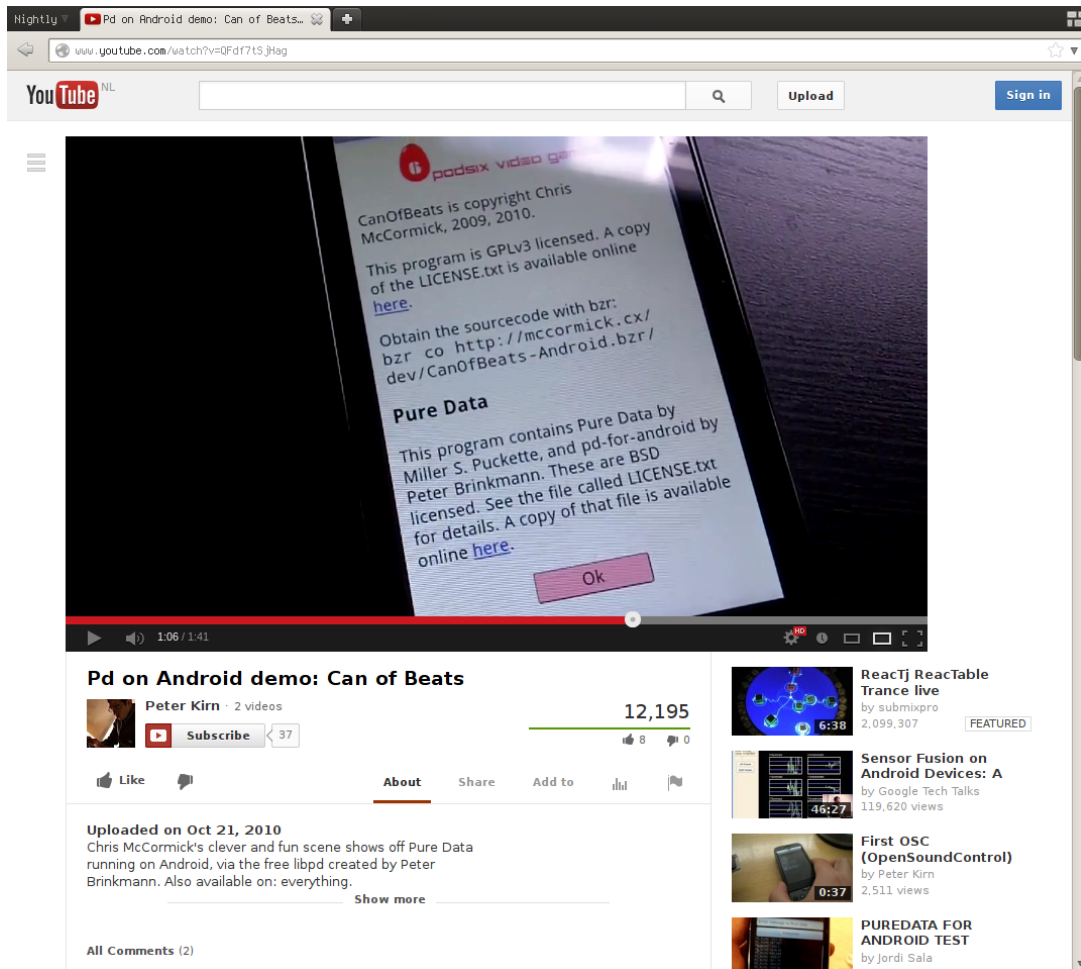 Nightly
Pd on Android demo: Can of Beats...
www.youtube.com/watch?v=QFdf7tSjHag
YouTube NL
Upload
Sign in
6 podsix video gam
CanOfBeats is copyright Chris
McCormick, 2009, 2010.
This program is GPLv3 licensed. A copy
of the LICENSE.txt is available online
here.
Obtain the sourcecode with bzr:
bzr co http://mccormick.cx/
dev/CanOfBeats-Android.bzr/
Pure Data
This program contains Pure Data by
Miller S. Puckette, and pd-for-android by
Peter Brinkmann. These are BSD
licensed. See the file called LICENSE.txt
for details. A copy of that file is available
online here.
Ok
1:06 / 1:41
HD
Pd on Android demo: Can of Beats
Peter Kirn · 2 videos
Subscribe 37
12,195
8 0
Like
About Share Add to
Uploaded on Oct 21, 2010
Chris McCormick's clever and fun scene shows off Pure Data
running on Android, via the free libpd created by Peter
Brinkmann. Also available on: everything.
Show more
All Comments (2)
6:38
ReacTj ReacTable
Trance live
by submixpro
2,099,307 FEATURED
46:27
Sensor Fusion on
Android Devices: A
by Google Tech Talks
119,620 views
0:37
First OSC
(OpenSoundControl)
by Peter Kirn
2,511 views
PUREDATA FOR
ANDROID TEST
by Jordi Sala